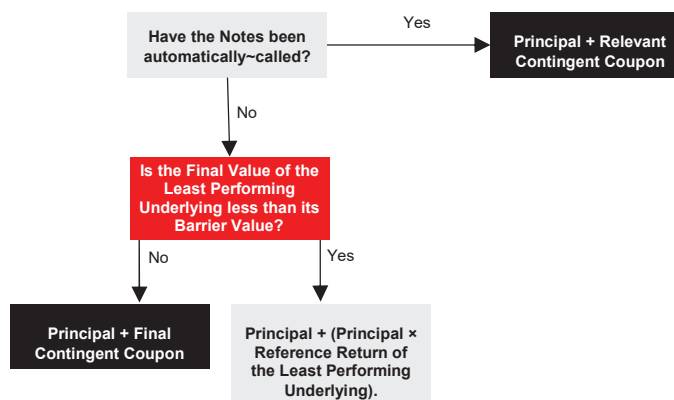 Have the Notes been
automatically~called?
Yes
Principal + Relevant
Contingent Coupon
No
Is the Final Value of the
Least Performing
Underlying less than its
Barrier Value?
No
Yes
Principal + Final
Contingent Coupon
Principal + (Principal ×
Reference Return of
the Least Performing
Underlying).